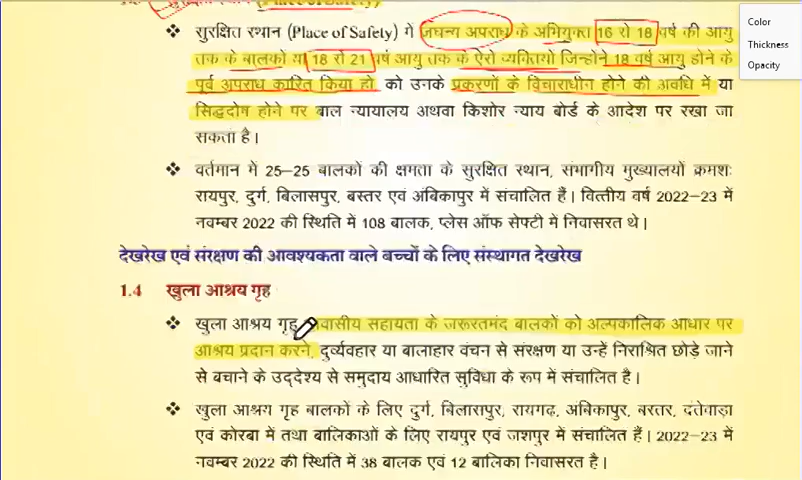 सुरक्षित स्थान (Place of Safety)
❖ सुरक्षित स्थान (Place of Safety) में जघन्य अपराध के अभियुक्त 16 से 18 वर्ष की आयु
तक के बालकों या 18 से 21 वर्ष आयु तक के ऐसे व्यक्तियों जिन्होंने 18 वर्ष आयु होने के
पूर्व अपराध कारित किया हो को उनके प्रकरणों के विचाराधीन होने की अवधि में या
सिद्धदोष होने पर बाल न्यायालय अथवा किशोर न्याय बोर्ड के आदेश पर रखा जा
सकता है।
❖ वर्तमान में 25–25 बालकों की क्षमता के सुरक्षित स्थान, संभागीय मुख्यालयों क्रमशः
रायपुर, दुर्ग, बिलासपुर, बस्तर एवं अंबिकापुर में संचालित हैं। वित्तीय वर्ष 2022–23 में
नवम्बर 2022 की स्थिति में 108 बालक, प्लेस ऑफ सेफ्टी में निवासरत थे।
देखरेख एवं संरक्षण की आवश्यकता वाले बच्चों के लिए संस्थागत देखरेख
1.4 खुला आश्रय गृह
❖ खुला आश्रय गृह वासीय सहायता के जरूरतमंद बालकों को अल्पकालिक आधार पर
आश्रय प्रदान करने, दुर्व्यवहार या बालाहार वंचन से संरक्षण या उन्हें निराश्रित छोड़े जाने
से बचाने के उद्देश्य से समुदाय आधारित सुविधा के रूप में संचालित है।
❖ खुला आश्रय गृह बालकों के लिए दुर्ग, बिलासपुर, रायगढ़, अंबिकापुर, बस्तर, दंतेवाड़ा
एवं कोरबा में तथा बालिकाओं के लिए रायपुर एवं जशपुर में संचालित हैं। 2022–23 में
नवम्बर 2022 की स्थिति में 38 बालक एवं 12 बालिका निवासरत है।
Color
Thickness
Opacity